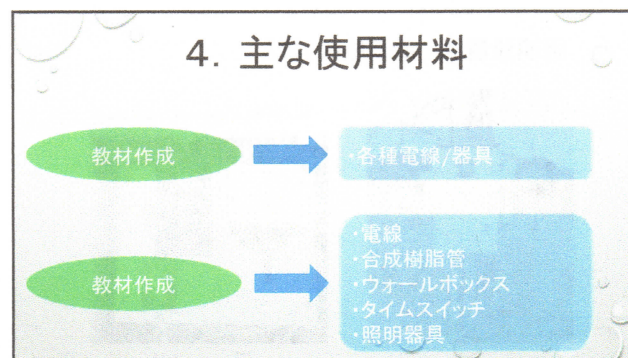 4. 主な使用材料
教材作成
・各種電線/器具
教材作成
・電線
・合成樹脂管
・ウォールボックス
・タイムスイッチ
・照明器具